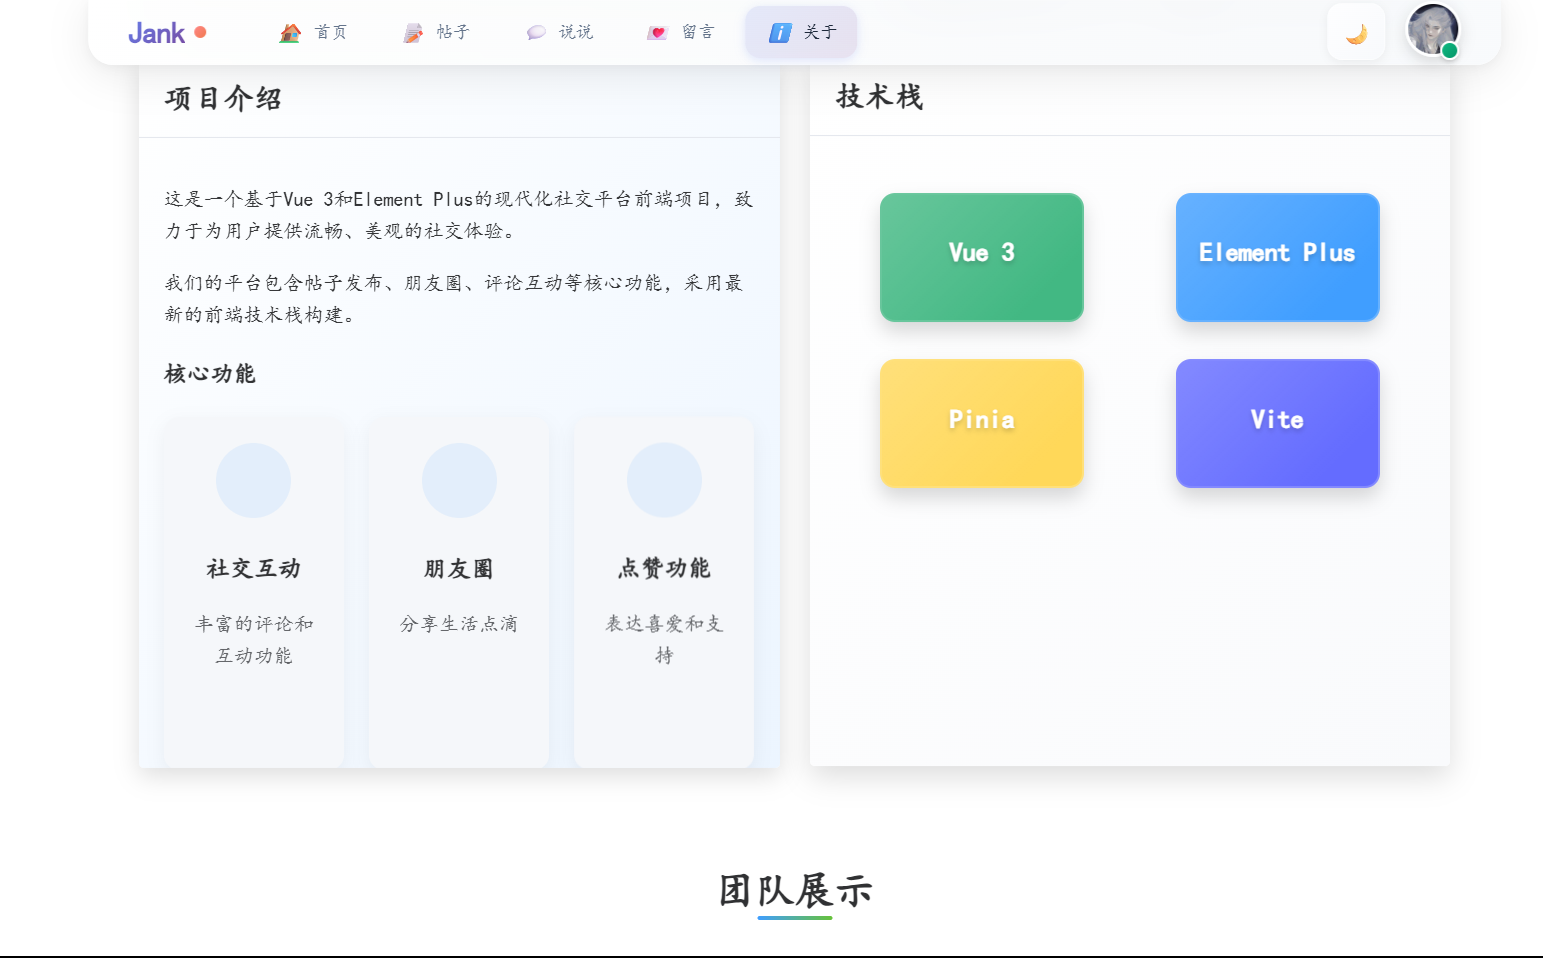 Jank
首页
帖子
说说
留言
关于
项目介绍
这是一个基于Vue 3和Element Plus的现代化社交平台前端项目，致
力于为用户提供流畅、美观的社交体验。
我们的平台包含帖子发布、朋友圈、评论互动等核心功能，采用最
新的前端技术栈构建。
核心功能
社交互动
丰富的评论和
互动功能
朋友圈
分享生活点滴
点赞功能
表达喜爱和支
持
技术栈
Vue 3
Element Plus
Pinia
Vite
团队展示